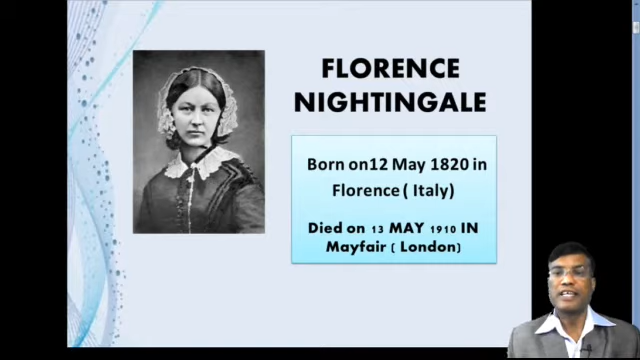 FLORENCE
NIGHTINGALE
Born on12 May 1820 in
Florence( Italy)
Died on 13 MAY 1910 IN
Mayfair ( London)